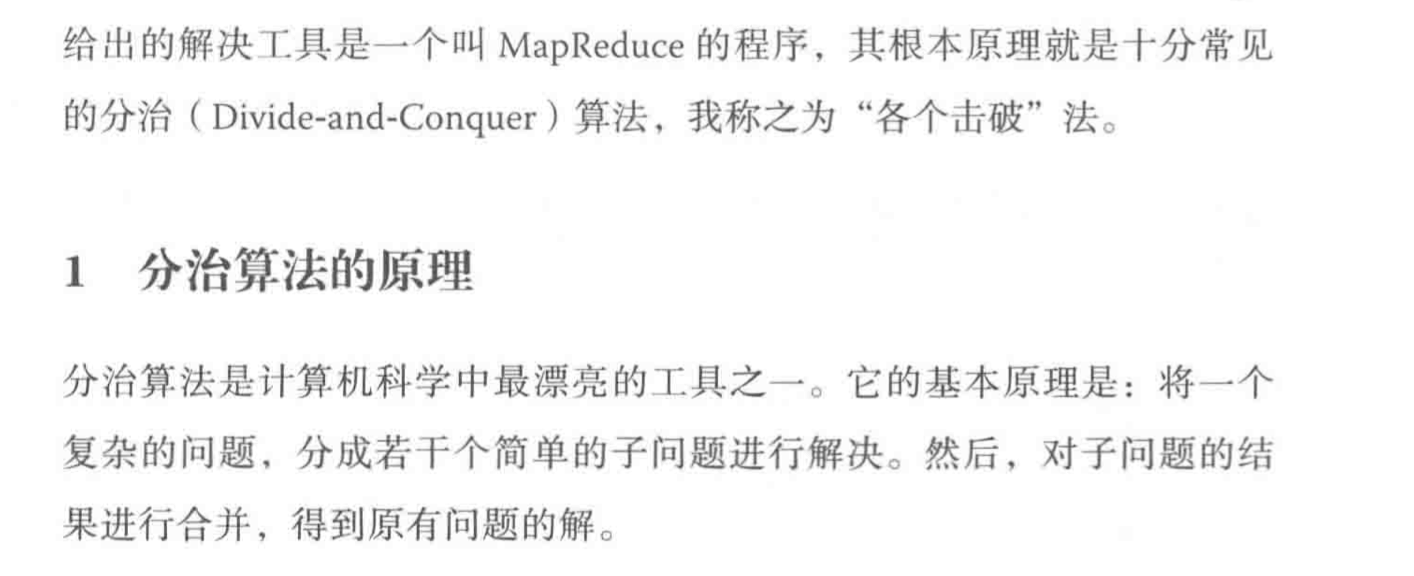 给出的解决工具是一个叫 MapReduce 的程序，其根本原理就是十分常见
的分治（Divide-and-Conquer）算法，我称之为“各个击破”法。
1 分治算法的原理
分治算法是计算机科学中最漂亮的工具之一。它的基本原理是：将一个
复杂的问题，分成若干个简单的子问题进行解决。然后，对子问题的结
果进行合并，得到原有问题的解。